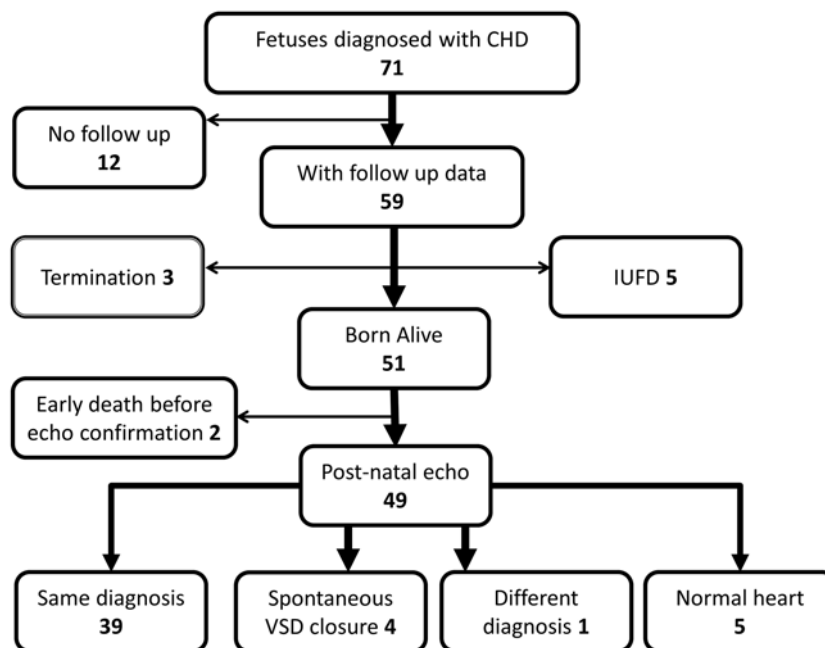 Fetuses diagnosed with CHD
71
No follow up
12
With follow up data
59
Termination 3
IUFD 5
Born Alive
51
Early death before
echo confirmation 2
Post-natal echo
49
Same diagnosis
39
Spontaneous
VSD closure 4
Different
diagnosis 1
Normal heart
5